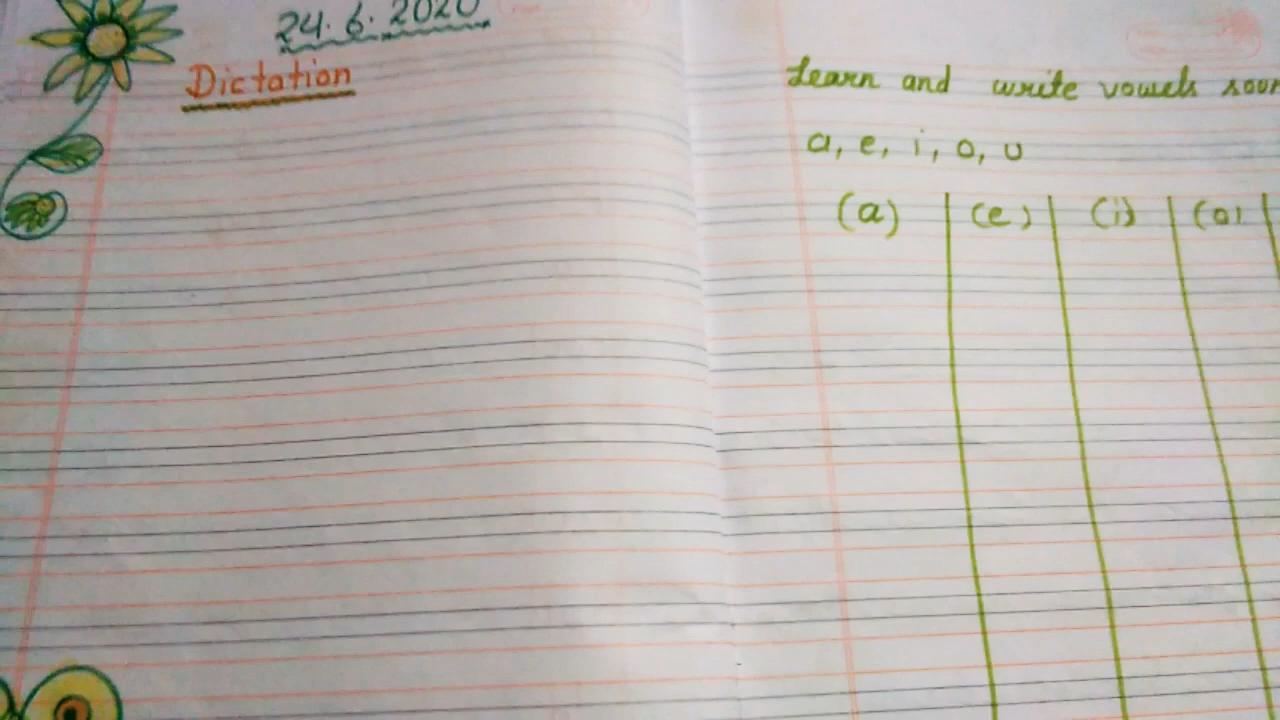 24.6.2020
Dictation
Learn and write vowels
a, e, i, o, u
(a) (e) (i) (o)